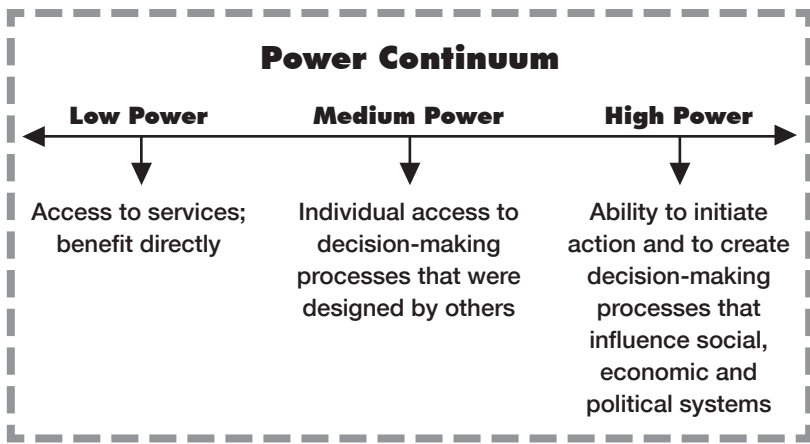 Power Continuum
Low Power
Medium Power
High Power
Access to services;
benefit directly
Individual access to
decision-making
processes that were
designed by others
Ability to initiate
action and to create
decision-making
processes that
influence social,
economic and
political systems